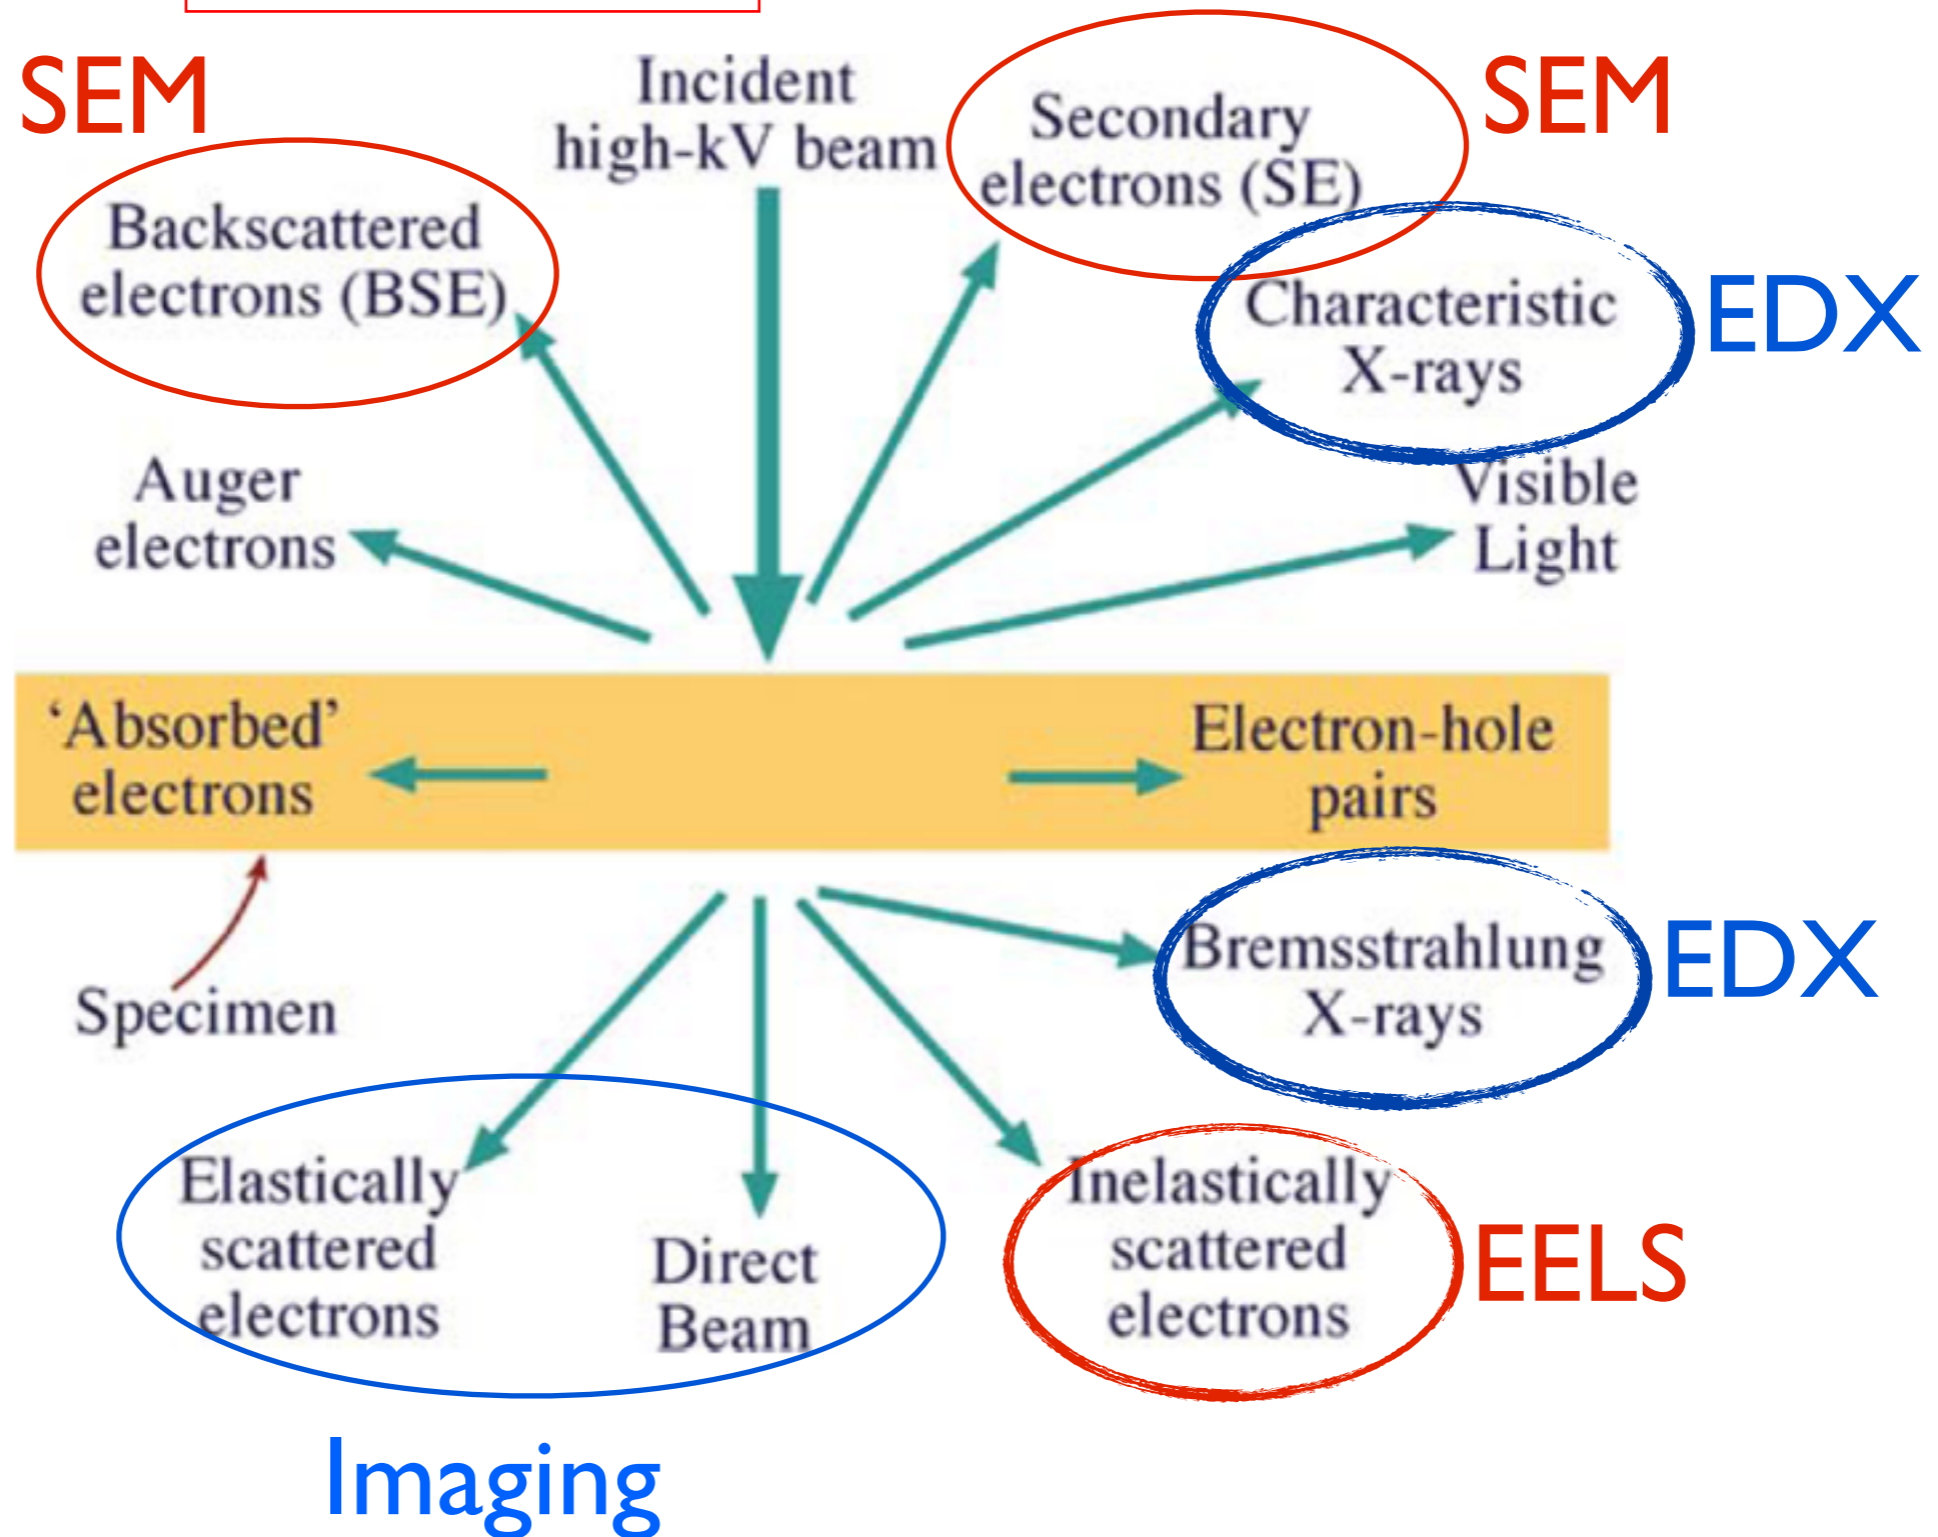 SEM
Incident
high-kV beam
Secondary
electrons (SE)
SEM
Backscattered
electrons (BSE)
Characteristic
X-rays
EDX
Auger
electrons
Visible
Light
‘Absorbed’
electrons
Electron-hole
pairs
Specimen
Bremsstrahlung
X-rays
EDX
Elastically
scattered
electrons
Direct
Beam
Inelastically
scattered
electrons
EELS
Imaging